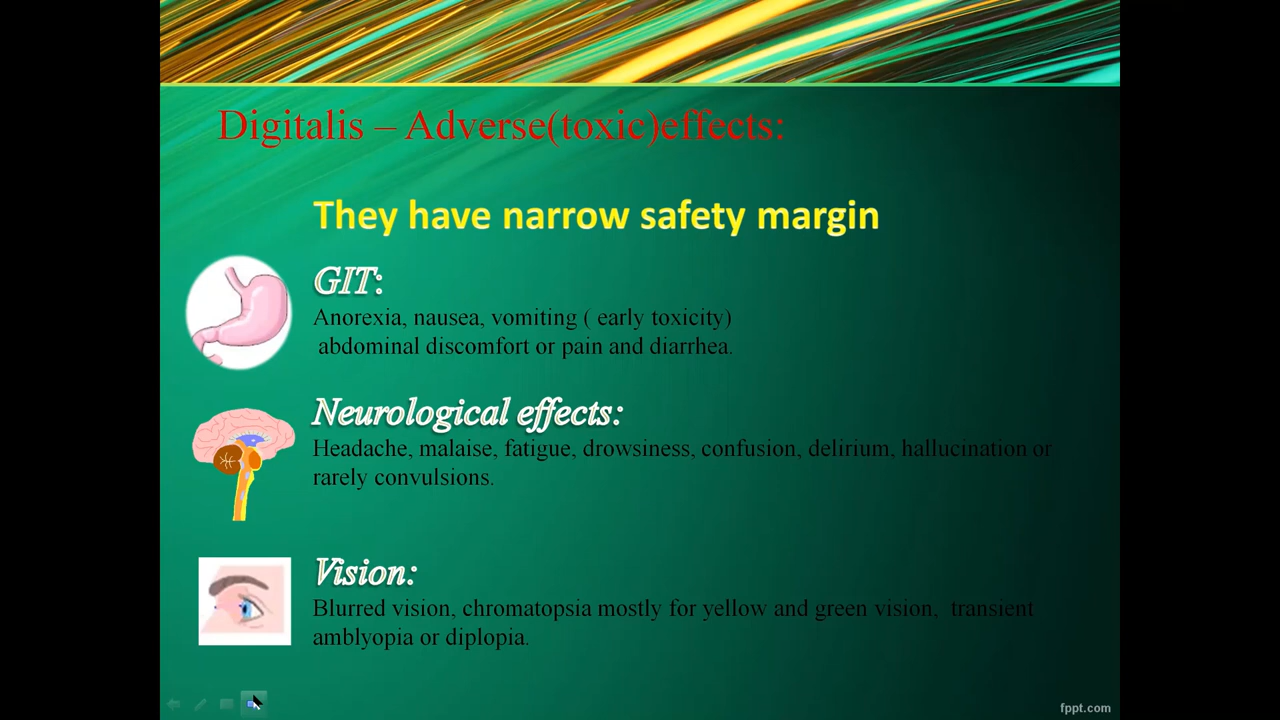 Digitalis – Adverse(toxic)effects:
They have narrow safety margin
GIT:
Anorexia, nausea, vomiting ( early toxicity)
abdominal discomfort or pain and diarrhea.
Neurological effects:
Headache, malaise, fatigue, drowsiness, confusion, delirium, hallucination or
rarely convulsions.
Vision:
Blurred vision, chromatopsia mostly for yellow and green vision, transient
amblyopia or diplopia.
fppt.com